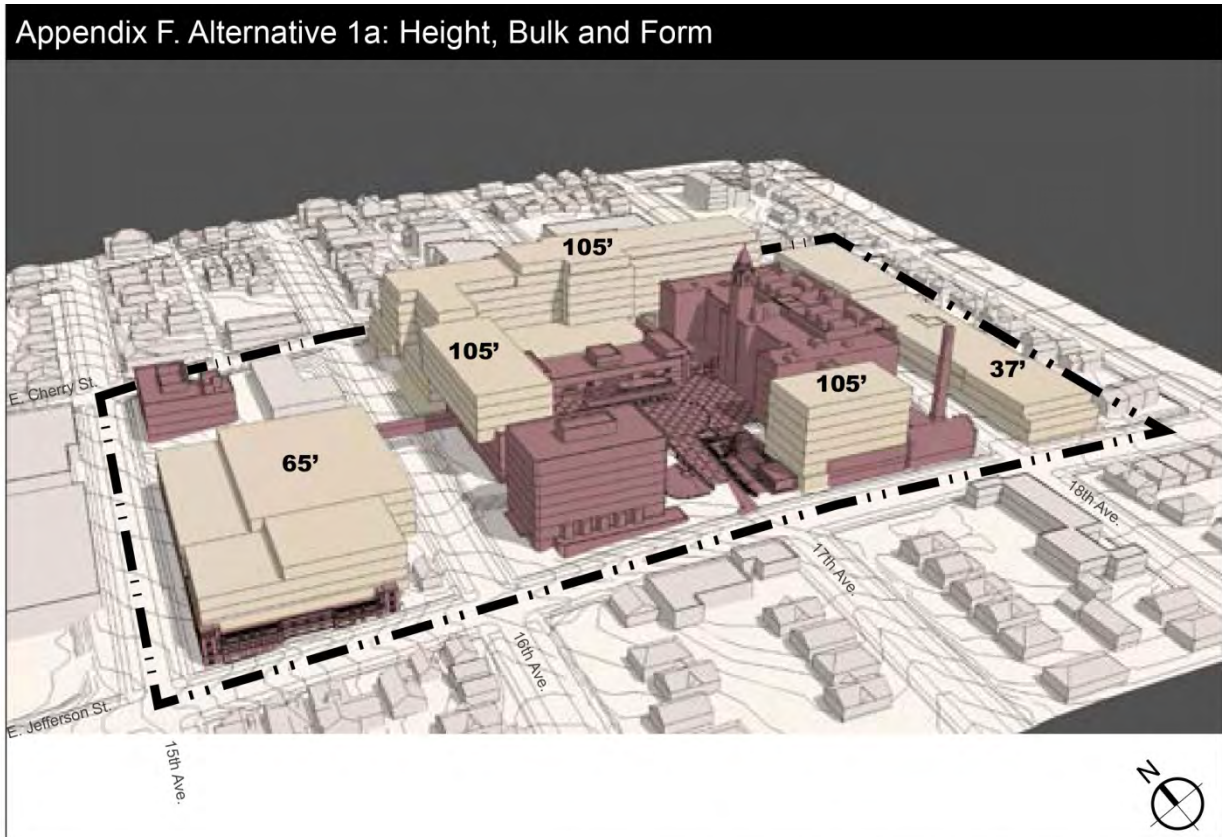 Appendix F. Alternative 1a: Height, Bulk and Form
105’
105’
105’
37’
E. Cherry St.
65’
18th Ave.
17th Ave.
16th Ave.
E. Jefferson St.
15th Ave.
N